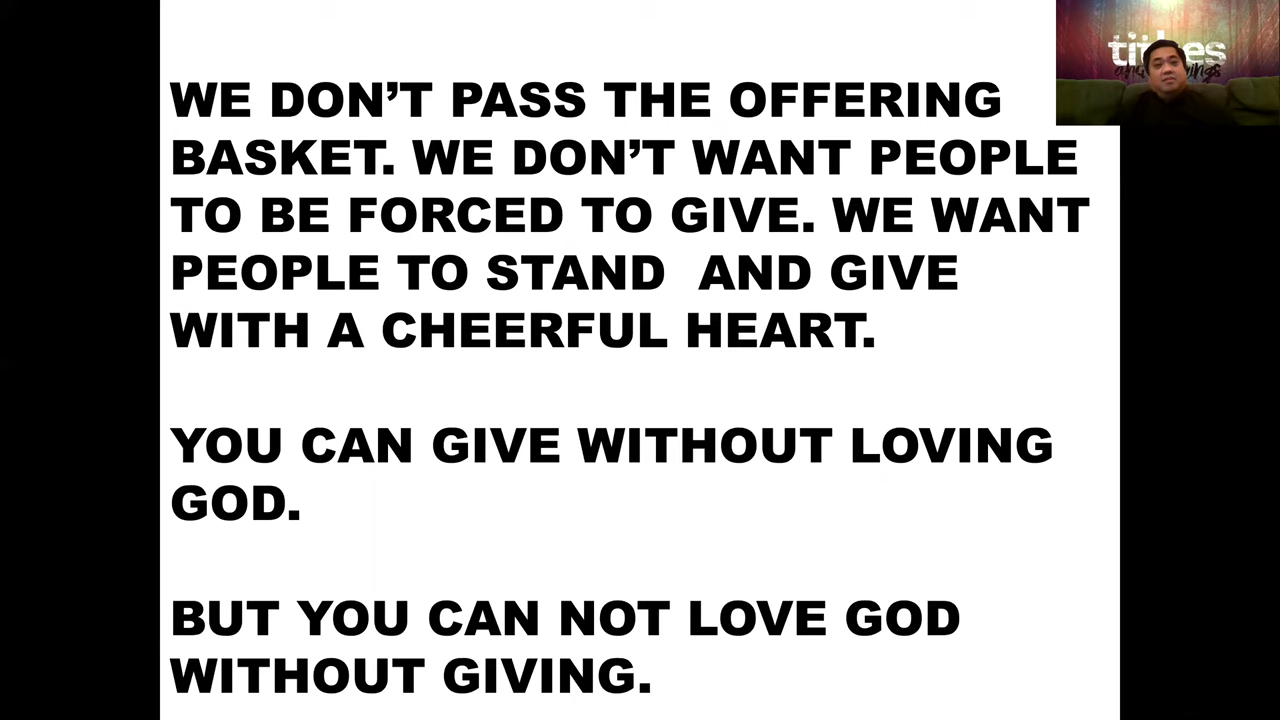 WE DON’T PASS THE OFFERING
BASKET. WE DON’T WANT PEOPLE
TO BE FORCED TO GIVE. WE WANT
PEOPLE TO STAND  AND GIVE
WITH A CHEERFUL HEART.
YOU CAN GIVE WITHOUT LOVING
GOD.
BUT YOU CAN NOT LOVE GOD
WITHOUT GIVING.